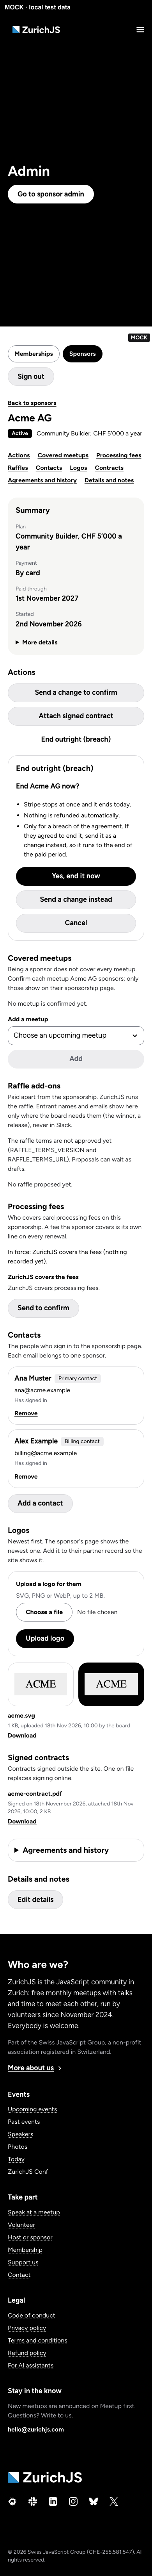 MOCK · local test data
ZurichJS
Admin
Go to sponsor admin
MOCK
Memberships
Sponsors
Sign out
Back to sponsors
Acme AG
Active
Community Builder, CHF 5'000 a year
Actions
Covered meetups
Processing fees
Raffles
Contacts
Logos
Contracts
Agreements and history
Details and notes
Summary
Plan
Community Builder, CHF 5'000 a
year
Payment
By card
Paid through
1st November 2027
Started
2nd November 2026
More details
Actions
Send a change to confirm
Attach signed contract
End outright (breach)
End outright (breach)
End Acme AG now?
Stripe stops at once and it ends today.
Nothing is refunded automatically.
Only for a breach of the agreement. If
they agreed to end it, send it as a
change instead, so it runs to the end of
the paid period.
Yes, end it now
Send a change instead
Cancel
Covered meetups
Being a sponsor does not cover every meetup.
Confirm each meetup Acme AG sponsors; only
those show on their sponsorship page.
No meetup is confirmed yet.
Add a meetup
Choose an upcoming meetup
Add
Raffle add-ons
Paid apart from the sponsorship. ZurichJS runs
the raffle. Entrant names and emails show here
only where the board needs them (the winner, a
release), never in Slack.
The raffle terms are not approved yet
(RAFFLE_TERMS_VERSION and
RAFFLE_TERMS_URL). Proposals can wait as
drafts.
No raffle proposed yet.
Processing fees
Who covers card processing fees on this
sponsorship. A fee the sponsor covers is its own
line on every renewal.
In force: ZurichJS covers the fees (nothing
recorded yet).
ZurichJS covers the fees
ZurichJS covers processing fees.
Send to confirm
Contacts
The people who sign in to the sponsorship page.
Each email belongs to one sponsor.
Ana Muster
Primary contact
ana@acme.example
Has signed in
Remove
Alex Example
Billing contact
billing@acme.example
Has signed in
Remove
Add a contact
Logos
Newest first. The sponsor's page shows the
newest one. Add it to their partner record so the
site shows it.
Upload a logo for them
SVG, PNG or WebP, up to 2 MB.
Choose a file
No file chosen
Upload logo
ACME
ACME
acme.svg
1 KB, uploaded 18th Nov 2026, 10:00 by the board
Download
Signed contracts
Contracts signed outside the site. One on file
replaces signing online.
acme-contract.pdf
Signed on 18th November 2026, attached 18th Nov
2026, 10:00, 2 KB
Download
Agreements and history
Details and notes
Edit details
Who are we?
ZurichJS is the JavaScript community in
Zurich: free monthly meetups with talks
and time to meet each other, run by
volunteers since November 2024.
Everybody is welcome.
Part of the Swiss JavaScript Group, a non-profit
association registered in Switzerland.
More about us
Events
Upcoming events
Past events
Speakers
Photos
Today
ZurichJS Conf
Take part
Speak at a meetup
Volunteer
Host or sponsor
Membership
Support us
Contact
Legal
Code of conduct
Privacy policy
Terms and conditions
Refund policy
For AI assistants
Stay in the know
New meetups are announced on Meetup first.
Questions? Write to us.
hello@zurichjs.com
ZurichJS
© 2026 Swiss JavaScript Group (CHE-255.581.547). All
rights reserved.